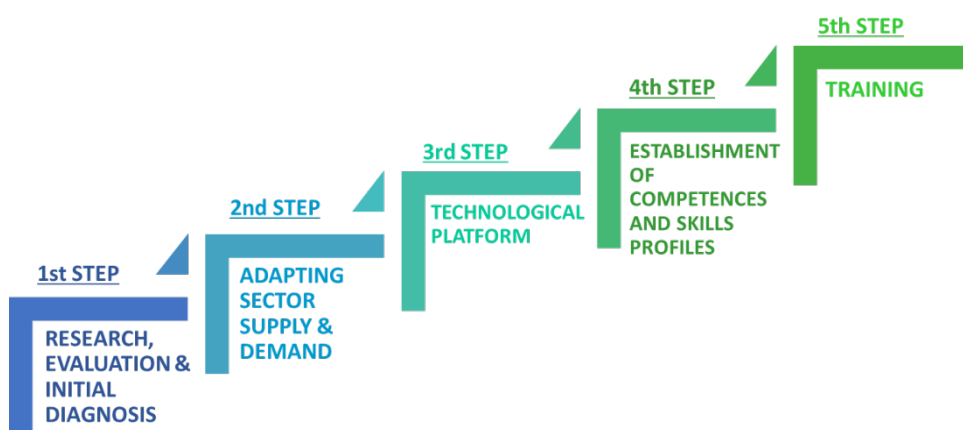 1st STEP
RESEARCH,
EVALUATION &
INITIAL
DIAGNOSIS
2nd STEP
ADAPTING
SECTOR
SUPPLY &
DEMAND
3rd STEP
TECHNOLOGICAL
PLATFORM
4th STEP
ESTABLISHMENT
OF
COMPETENCES
AND SKILLS
PROFILES
5th STEP
TRAINING